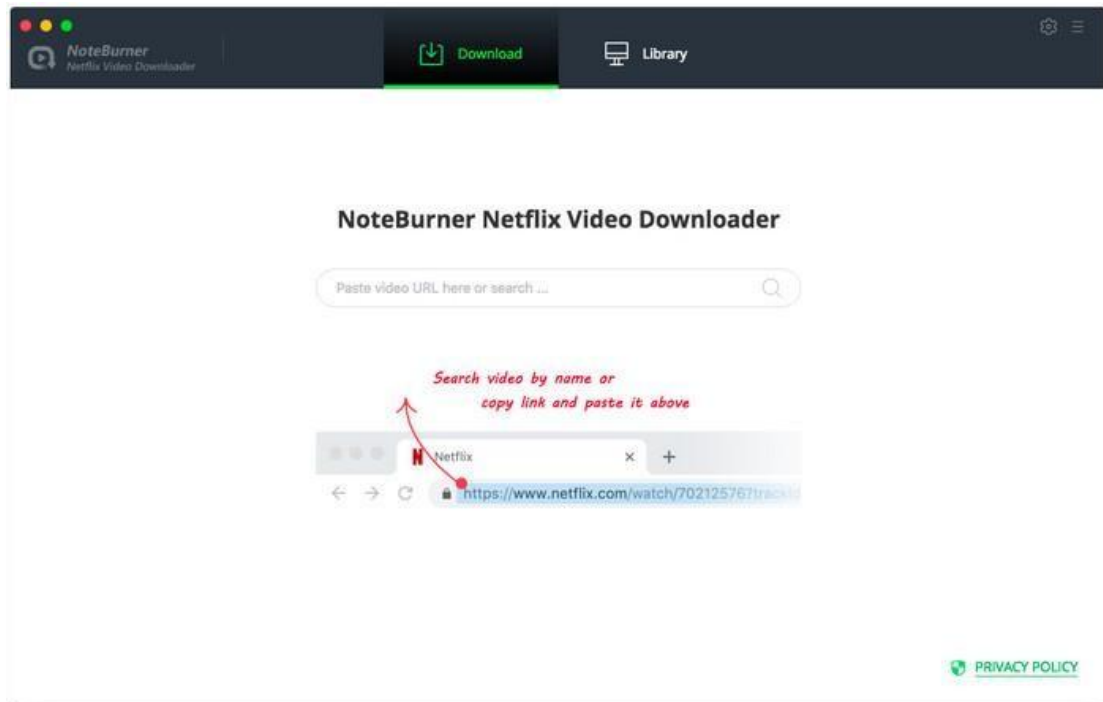 NoteBurner
Netflix Video Downloader
Download
Library
NoteBurner Netflix Video Downloader
Paste video URL here or search ...
Search video by name or
copy link and paste it above
Netflix
https://www.netflix.com/watch/70212576?trackId
PRIVACY POLICY